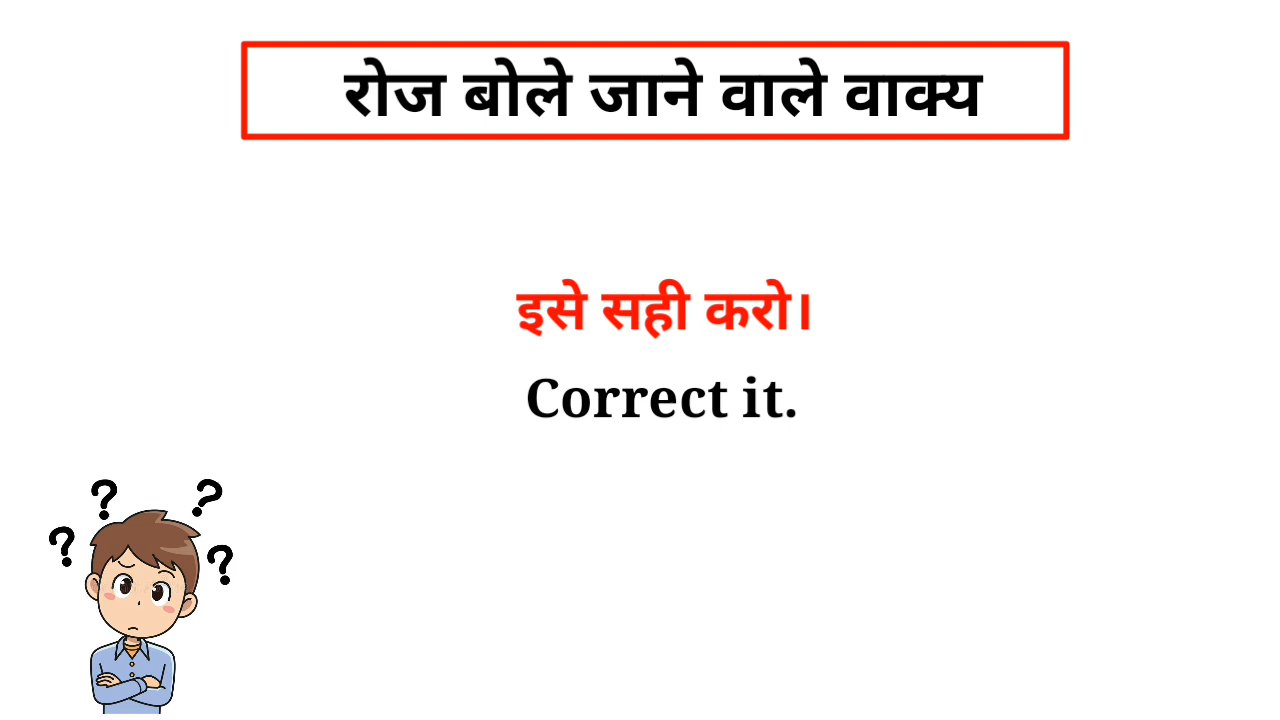 रोज बोले जाने वाले वाक्य
इसे सही करो।
Correct it.
? ? ? ?